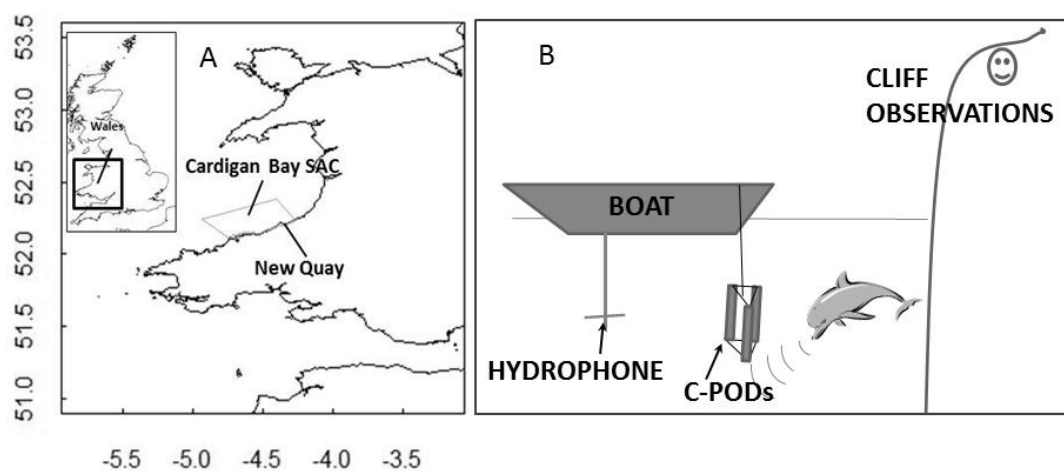 A
53.5
53.0
52.5
52.0
51.5
51.0
Wales
Cardigan Bay SAC
New Quay
-5.5 -5.0 -4.5 -4.0 -3.5
B
CLIFF
OBSERVATIONS
BOAT
HYDROPHONE
C-PODs